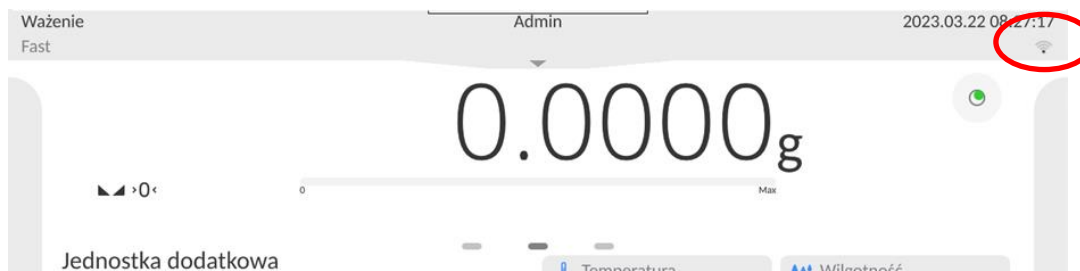 Ważenie Admin 2023.03.22 08:27:17
Fast
0.0000g
›0‹ 0 Max
Jednostka dodatkowa Temperatura Wilgotność